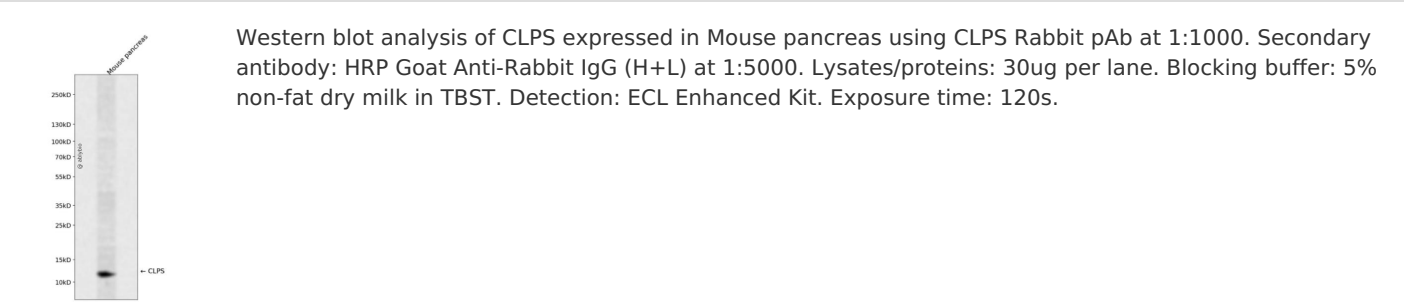 Mouse pancreas
Western blot analysis of CLPS expressed in Mouse pancreas using CLPS Rabbit pAb at 1:1000. Secondary
antibody: HRP Goat Anti-Rabbit IgG (H+L) at 1:5000. Lysates/proteins: 30ug per lane. Blocking buffer: 5%
non-fat dry milk in TBST. Detection: ECL Enhanced Kit. Exposure time: 120s.
250kD
130kD
100kD
70kD
55kD
35kD
25kD
15kD
← CLPS
10kD